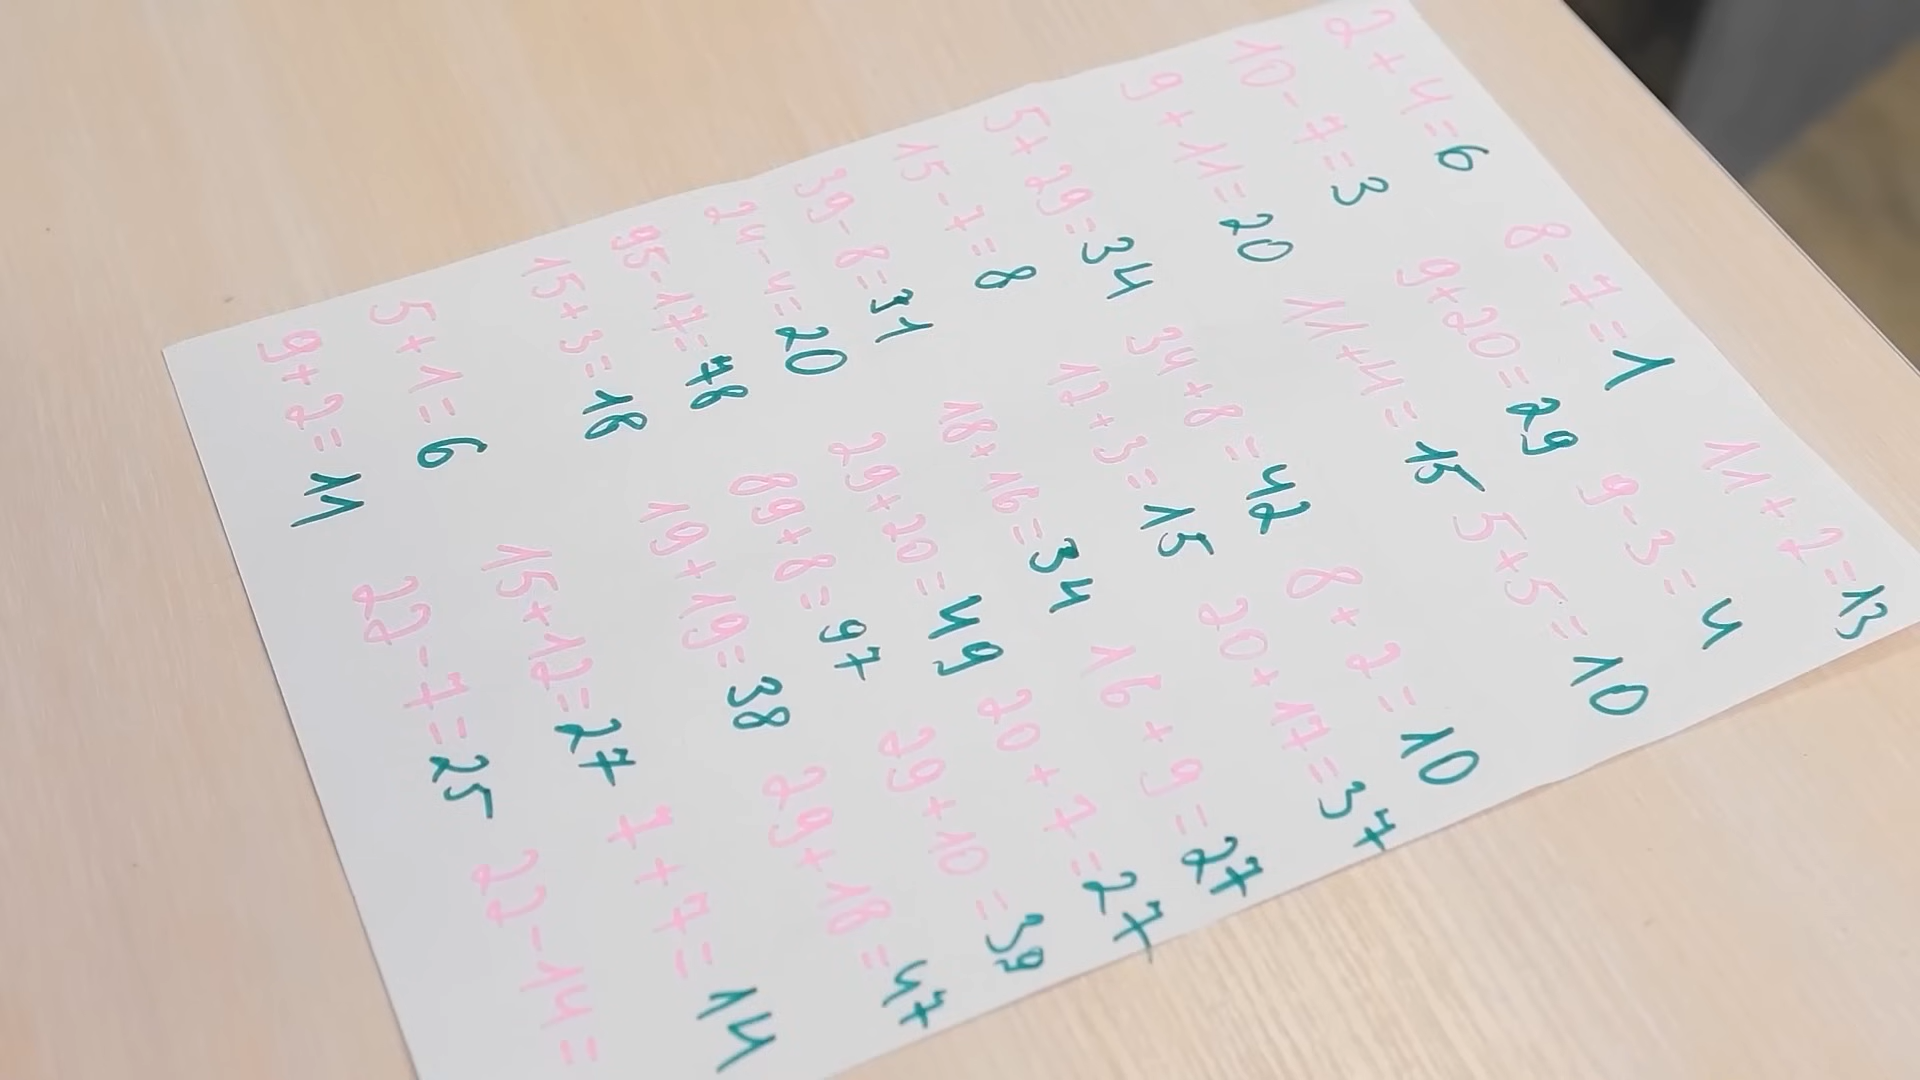 2+4=6 8-7=1 11+2=13
10-7=3 9+20=29 9-3=4
9+11=20 11+4=15 5+5=10
5+29=34 34+8=42 8+2=10
15-7=8 12+3=15 20+17=37
39-8=31 18+16=34 16+9=27
24-4=20 29+20=49 20+7=27
95-17=78 89+8=97 29+10=39
15+3=18 19+19=38 29+18=47
5+1=6 15+12=27 7+7=14
9+2=11 22-7=25 22-14=